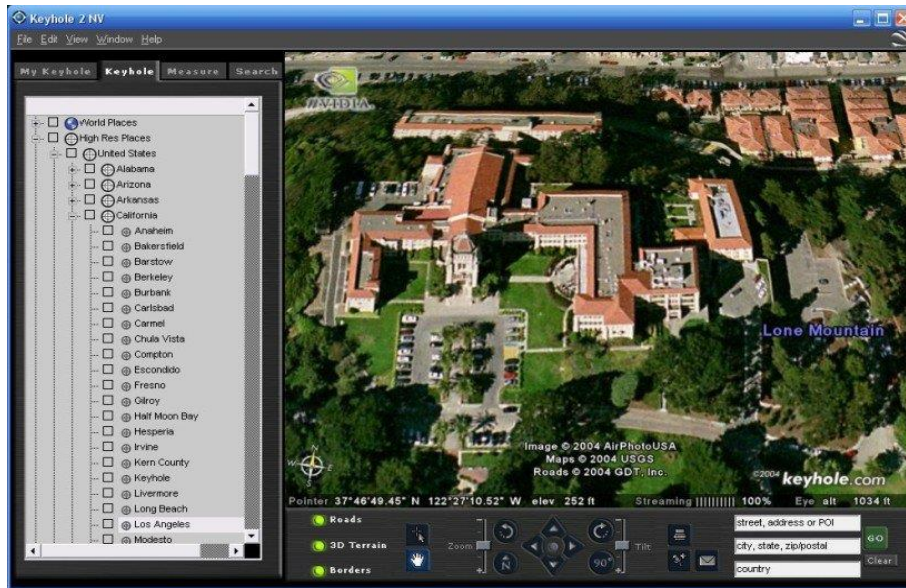 Keyhole 2 NV
File Edit View Window Help
My Keyhole Keyhole Measure Search
World Places
High Res Places
United States
Alabama
Arizona
Arkansas
California
Anaheim
Bakersfield
Barstow
Berkeley
Burbank
Carlsbad
Carmel
Chula Vista
Compton
Escondido
Fresno
Gilroy
Half Moon Bay
Hesperia
Irvine
Kern County
Keyhole
Livermore
Long Beach
Los Angeles
Modesto
NVIDIA
Lone Mountain
Image © 2004 AirPhotoUSA
Maps © 2004 USGS
Roads © 2004 GDT, Inc.
©2004 keyhole.com
W N
Pointer 37°46'49.45" N 122°27'10.52" W elev 252 ft Streaming |||||||||| 100% Eye alt 1034 ft
Roads
3D Terrain
Borders
Zoom
N
90°
Tilt
street, address or POI
city, state, zip/postal
country
GO
Clear